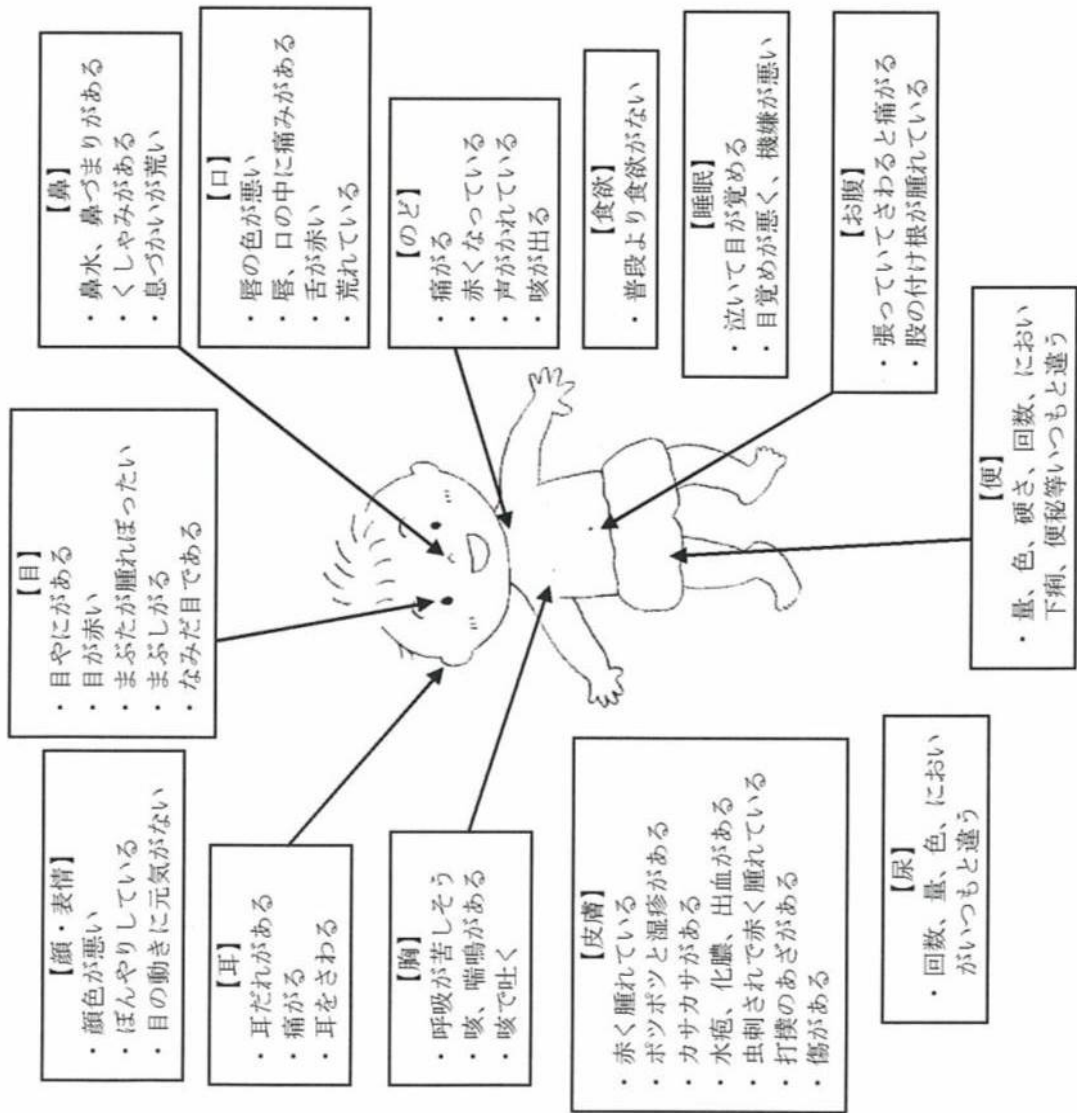 【顔・表情】
・顔色が悪い
・ぼんやりしている
・目の動きに元気がない
【目】
・目やにがある
・目が赤い
・まぶたが腫れぼったい
・まぶしがる
・なみだ目である
【鼻】
・鼻水、鼻づまりがある
・くしゃみがある
・息づかいが荒い
【耳】
・耳だれがある
・痛がる
・耳をさわる
【口】
・唇の色が悪い
・唇、口の中に痛みがある
・舌が赤い
・荒れている
【胸】
・呼吸が苦しそう
・咳、喘鳴がある
・咳で吐く
【のど】
・痛がる
・赤くなっている
・声がかれている
・咳が出る
【皮膚】
・赤く腫れている
・ポツポツと湿疹がある
・カサカサがある
・水疱、化膿、出血がある
・虫刺されで赤く腫れている
・打撲のあざがある
・傷がある
【食欲】
・普段より食欲がない
【睡眠】
・泣いて目が覚める
・目覚めが悪く、機嫌が悪い
【お腹】
・張っていてさわると痛がる
・股の付け根が腫れている
【尿】
・回数、量、色、におい
がいつもと違う
【便】
・量、色、硬さ、回数、におい
下痢、便秘等いつもと違う